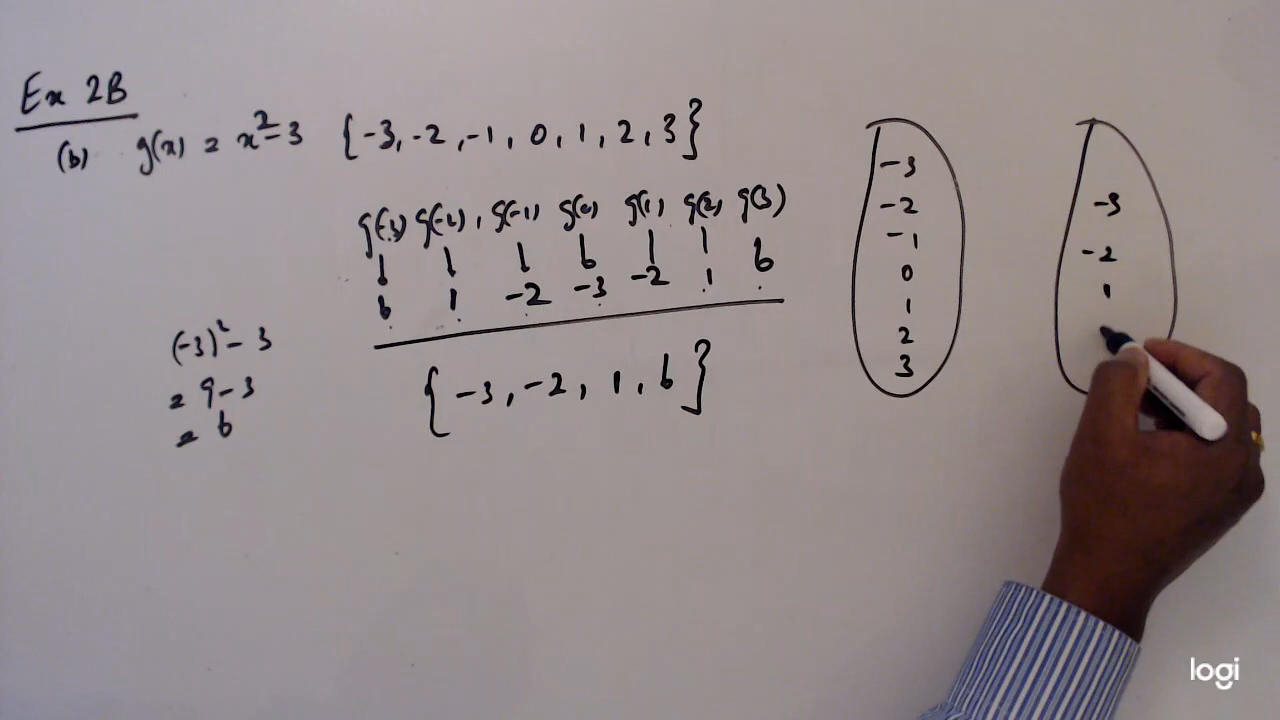 Ex 2B
(b) g(x) = x²-3 {-3, -2, -1, 0, 1, 2, 3}
g(-3) g(-2), g(-1) g(0) g(1) g(2) g(3)
6 1 -2 -3 -2 1 6
{-3, -2, 1, 6}
(-3)² - 3
= 9-3
= 6
-3
-2
-1
0
1
2
3
-3
-2
1
logi